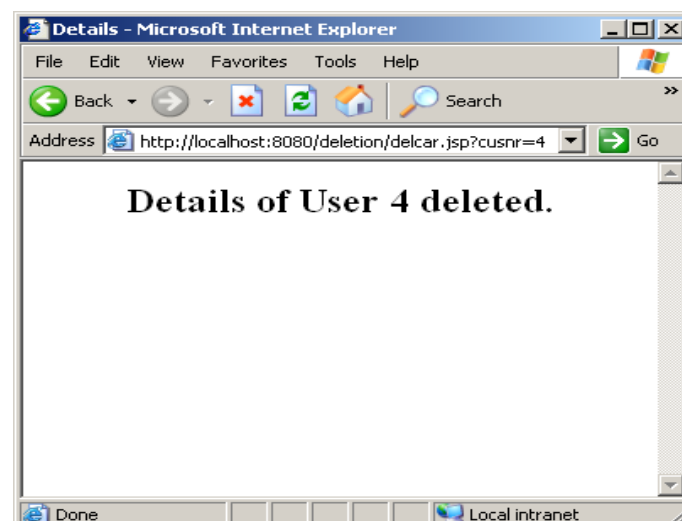 Details - Microsoft Internet Explorer
File Edit View Favorites Tools Help
Back Search »
Address http://localhost:8080/deletion/delcar.jsp?cusnr=4 Go
Details of User 4 deleted.
Done Local intranet